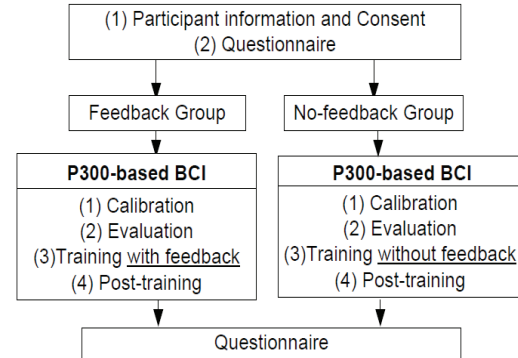 (1) Participant information and Consent
(2) Questionnaire
Feedback Group
No-feedback Group
P300-based BCI
(1) Calibration
(2) Evaluation
(3)Training with feedback
(4) Post-training
P300-based BCI
(1) Calibration
(2) Evaluation
(3)Training without feedback
(4) Post-training
Questionnaire